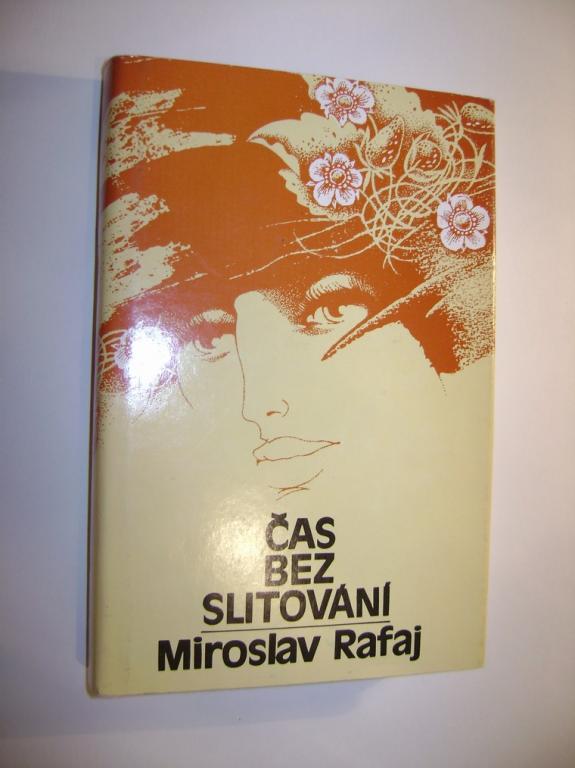 ČAS
BEZ
SLITOVÁNÍ
Miroslav Rafaj